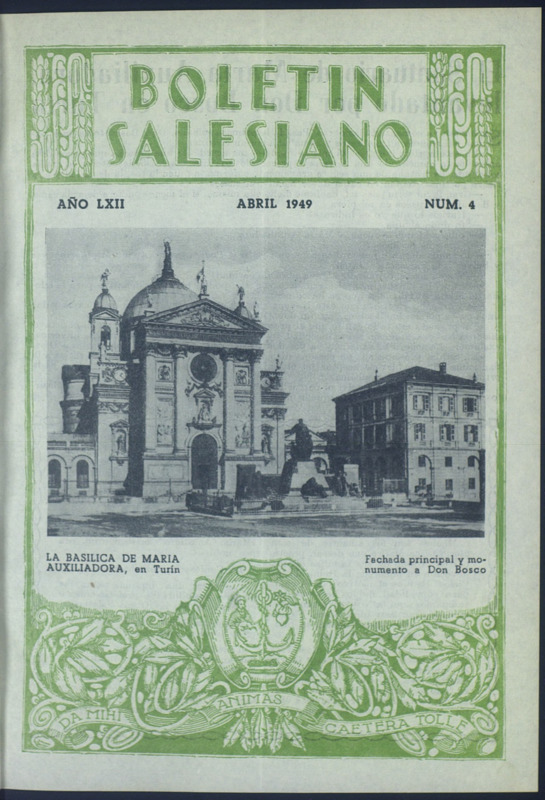 BOLETIN
SALESIANO
AÑO LXII ABRIL 1949 NUM. 4
LA BASILICA DE MARIA
AUXILIADORA, en Turín
Fachada principal y mo-
numento a Don Bosco
DA MIHI ANIMAS CAETERA TOLLE